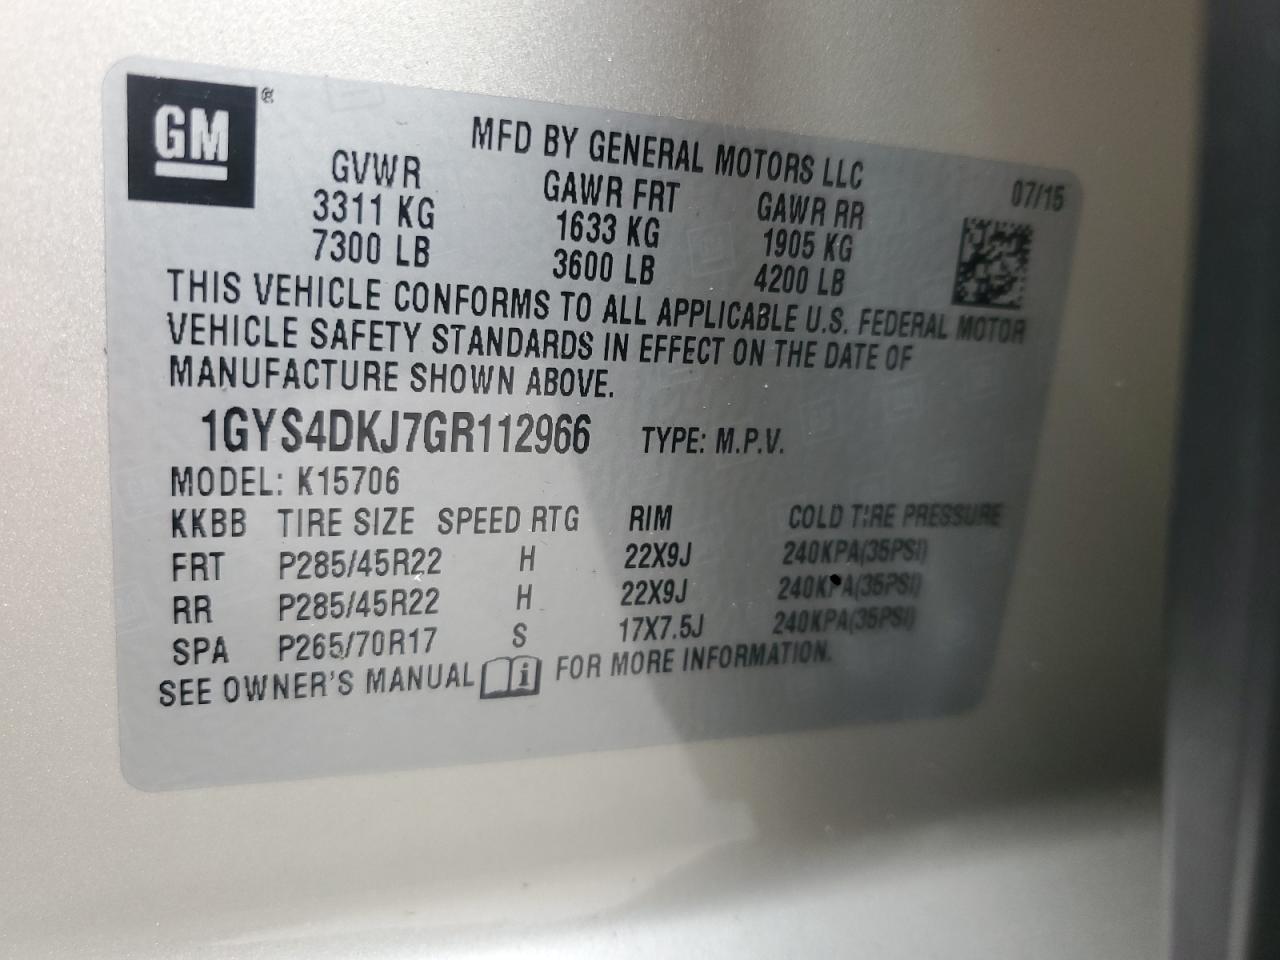 GM ®
MFD BY GENERAL MOTORS LLC
07/15
GVWR GAWR FRT GAWR RR
3311 KG 1633 KG 1905 KG
7300 LB 3600 LB 4200 LB
THIS VEHICLE CONFORMS TO ALL APPLICABLE U.S. FEDERAL MOTOR
VEHICLE SAFETY STANDARDS IN EFFECT ON THE DATE OF
MANUFACTURE SHOWN ABOVE.
1GYS4DKJ7GR112966 TYPE: M.P.V.
MODEL: K15706
KKBB TIRE SIZE SPEED RTG RIM COLD TIRE PRESSURE
FRT P285/45R22 H 22X9J 240KPA(35PSI)
RR P285/45R22 H 22X9J 240KPA(35PSI)
SPA P265/70R17 S 17X7.5J 240KPA(35PSI)
SEE OWNER'S MANUAL i FOR MORE INFORMATION.